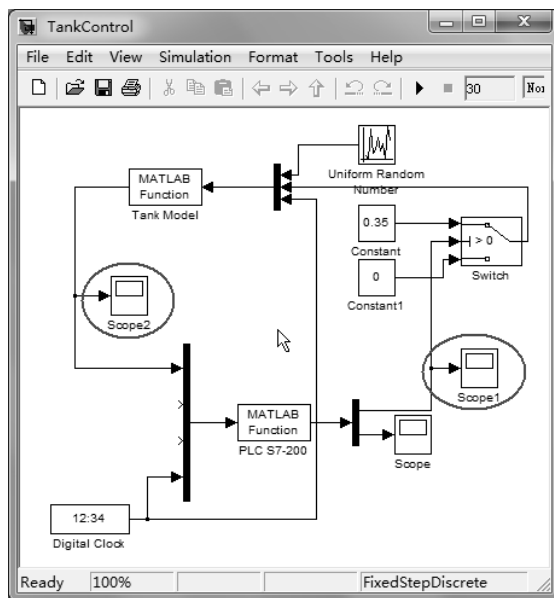 TankControl
File Edit View Simulation Format Tools Help
30
Uniform Random
Number
MATLAB
Function
Tank Model
0.35
Constant
> 0
Switch
0
Constant1
Scope2
Scope1
MATLAB
Function
PLC S7-200
Scope
12:34
Digital Clock
Ready 100% FixedStepDiscrete